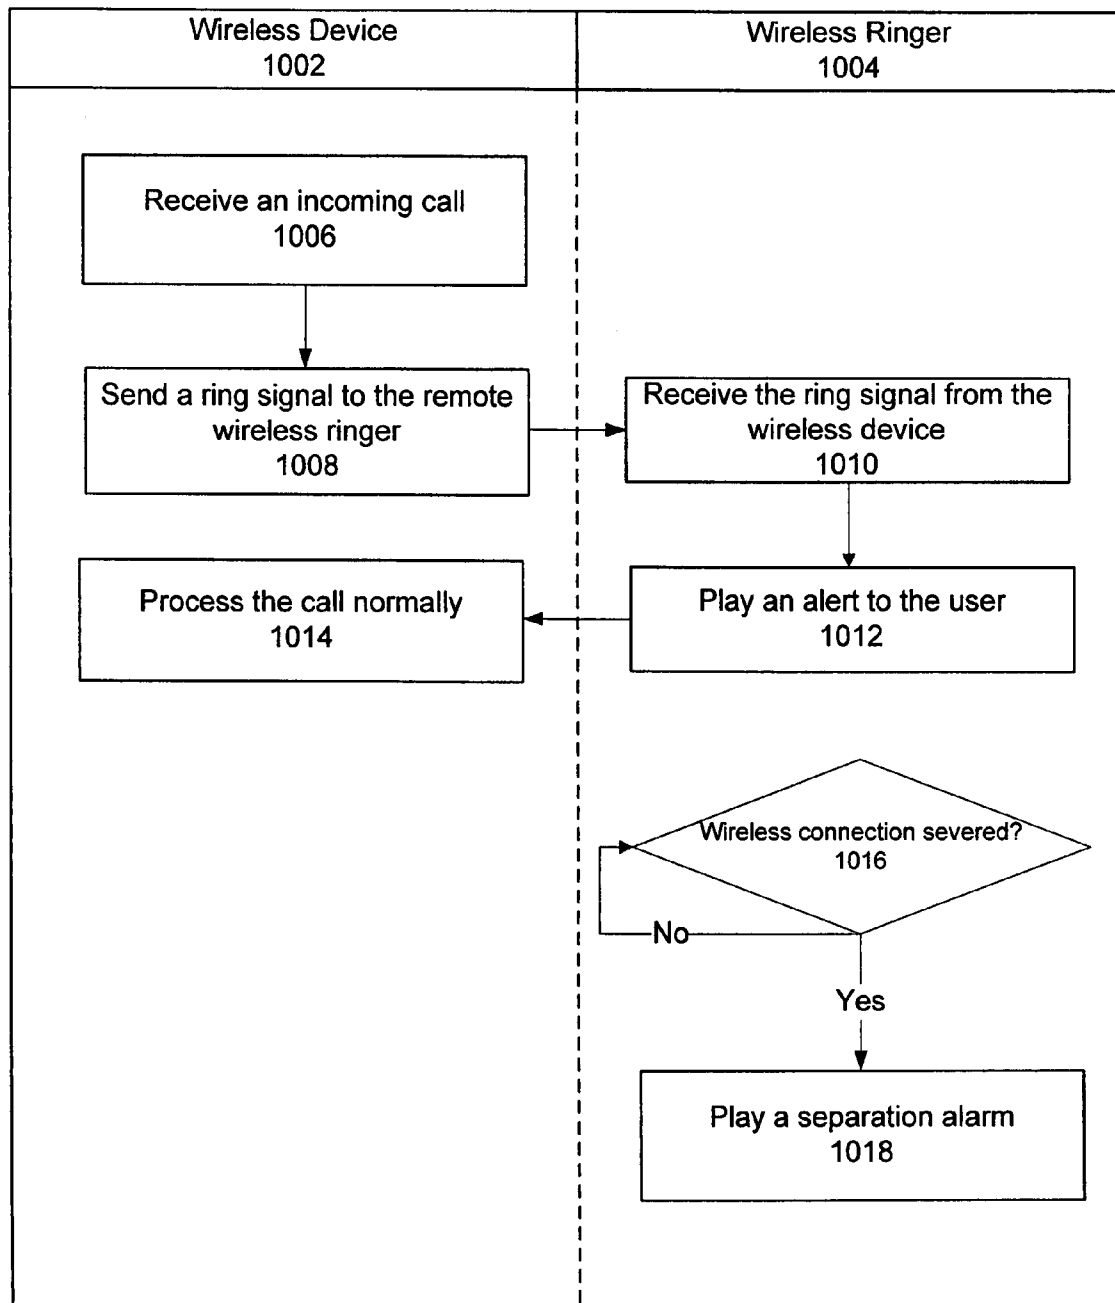 Wireless Device
1002
Wireless Ringer
1004
Receive an incoming call
1006
Send a ring signal to the remote
wireless ringer
1008
Receive the ring signal from the
wireless device
1010
Process the call normally
1014
Play an alert to the user
1012
Wireless connection severed?
1016
No
Yes
Play a separation alarm
1018